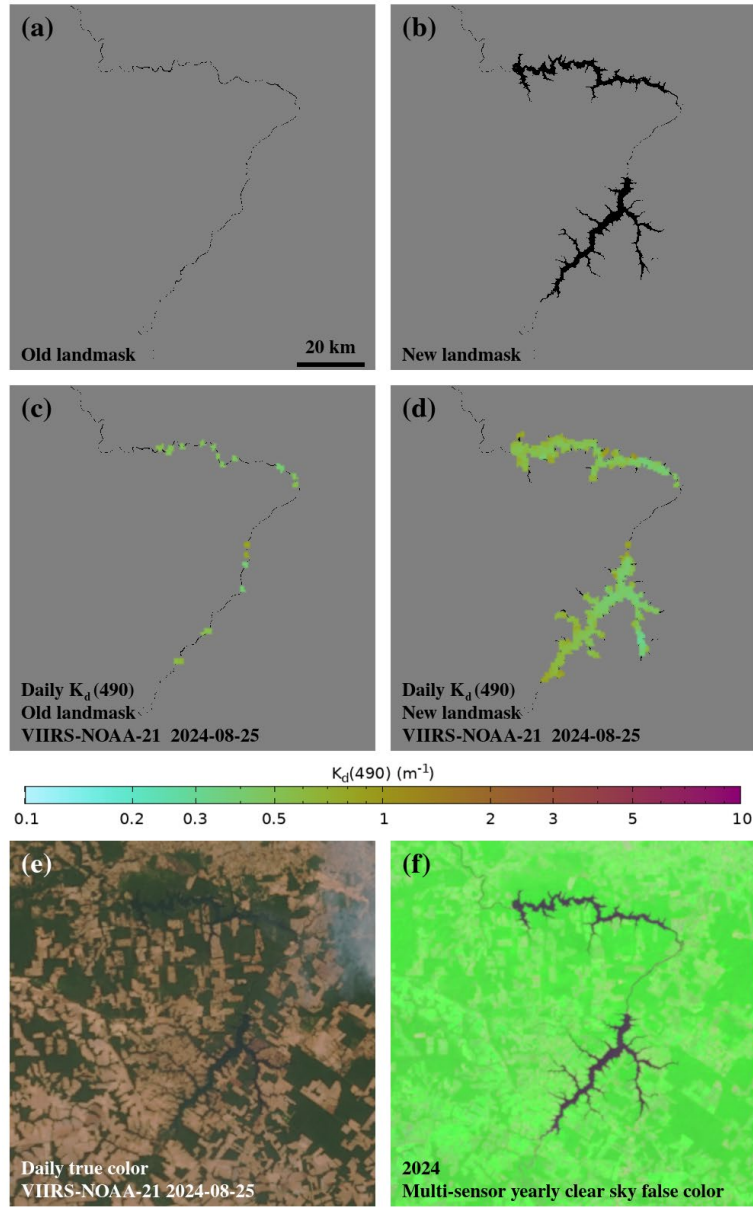 (a)
(b)
Old landmask
20 km
New landmask
(c)
(d)
Daily K_d(490)
Old landmask
VIIRS-NOAA-21 2024-08-25
Daily K_d(490)
New landmask
VIIRS-NOAA-21 2024-08-25
K_d(490) (m⁻¹)
0.1 0.2 0.3 0.5 1 2 3 5 10
(e)
(f)
Daily true color
VIIRS-NOAA-21 2024-08-25
2024
Multi-sensor yearly clear sky false color